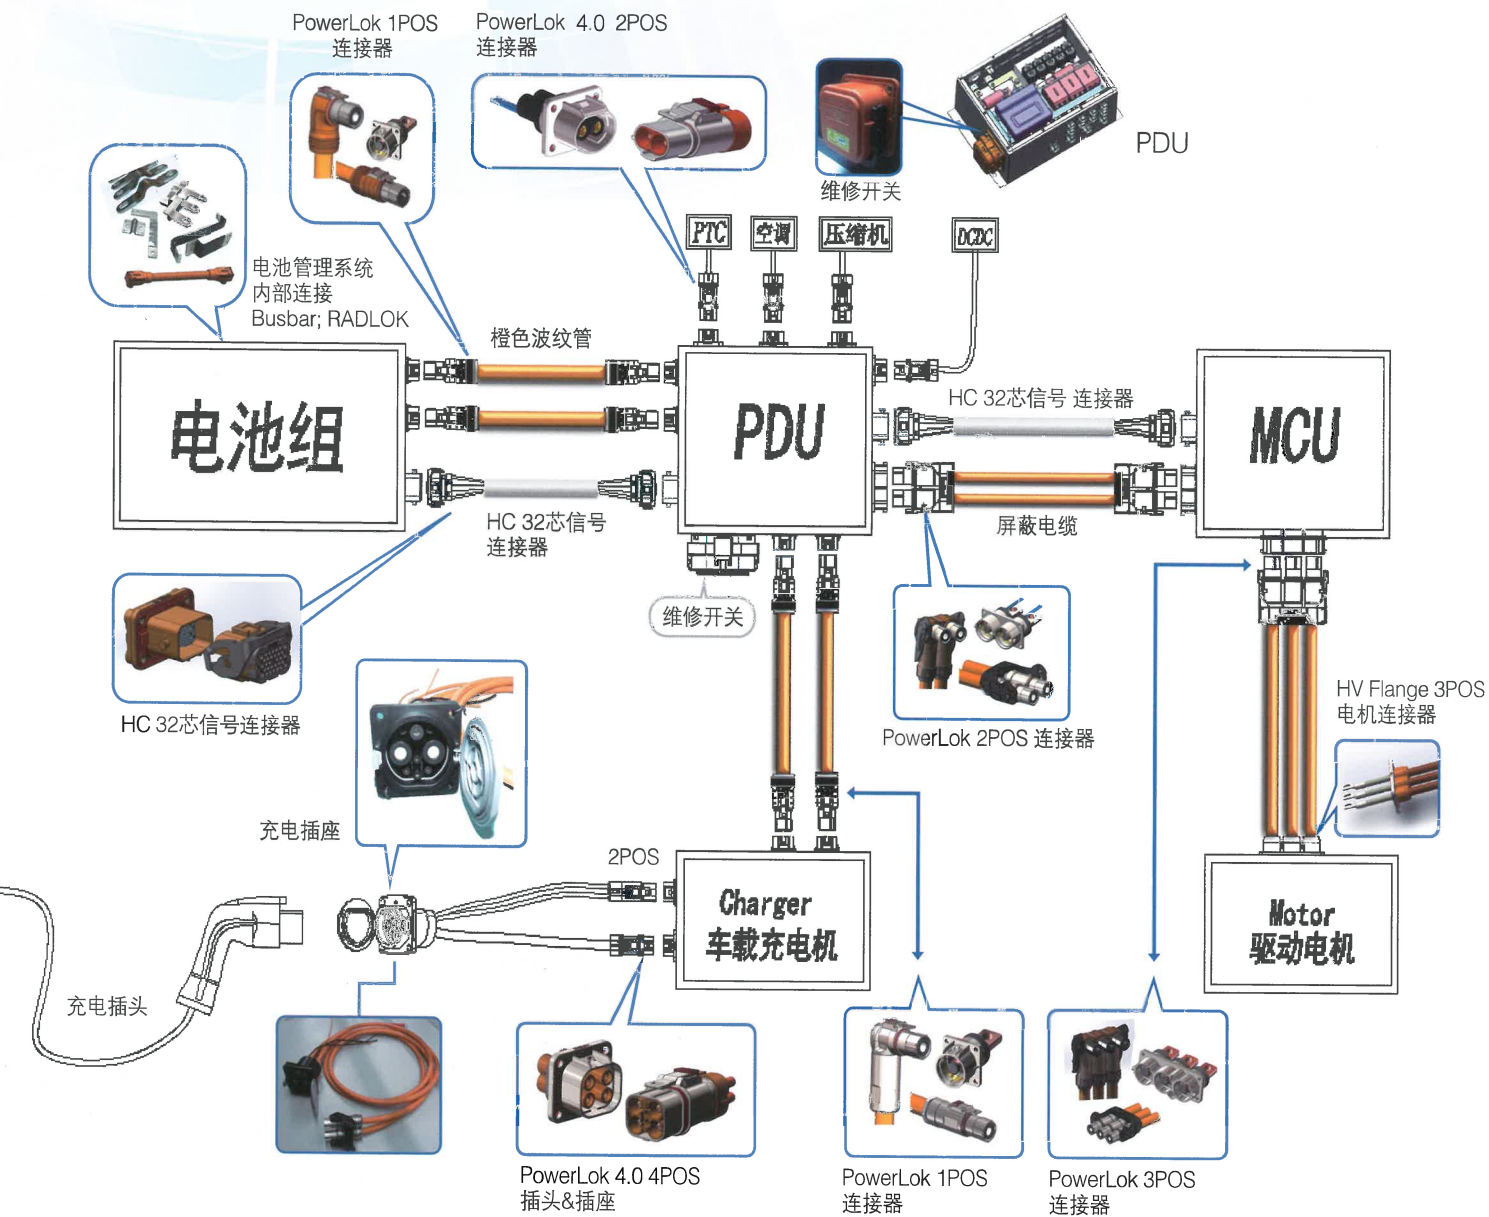 PowerLok 1POS
连接器
PowerLok 4.0 2POS
连接器
维修开关
PDU
电池管理系统
内部连接
Busbar; RADLOK
PTC
空调
压缩机
DCDC
橙色波纹管
电池组
PDU
HC 32芯信号 连接器
MCU
HC 32芯信号
连接器
屏蔽电缆
维修开关
HC 32芯信号连接器
PowerLok 2POS 连接器
HV Flange 3POS
电机连接器
充电插座
2POS
Charger
车载充电机
Motor
驱动电机
充电插头
PowerLok 4.0 4POS
插头&插座
PowerLok 1POS
连接器
PowerLok 3POS
连接器